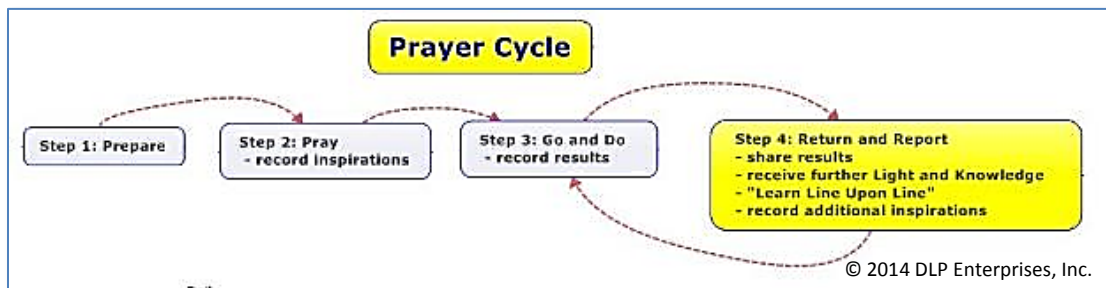 Prayer Cycle
Step 1: Prepare
Step 2: Pray
- record inspirations
Step 3: Go and Do
- record results
Step 4: Return and Report
- share results
- receive further Light and Knowledge
- "Learn Line Upon Line"
- record additional inspirations
© 2014 DLP Enterprises, Inc.